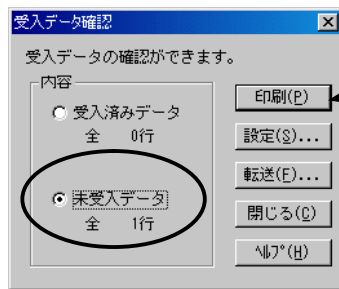 受入データ確認
受入データの確認ができます。
内容
受入済みデータ
全 0行
未受入データ
全 1行
印刷(P)
設定(S)...
転送(F)...
閉じる(C)
ﾍﾙﾌﾟ(H)